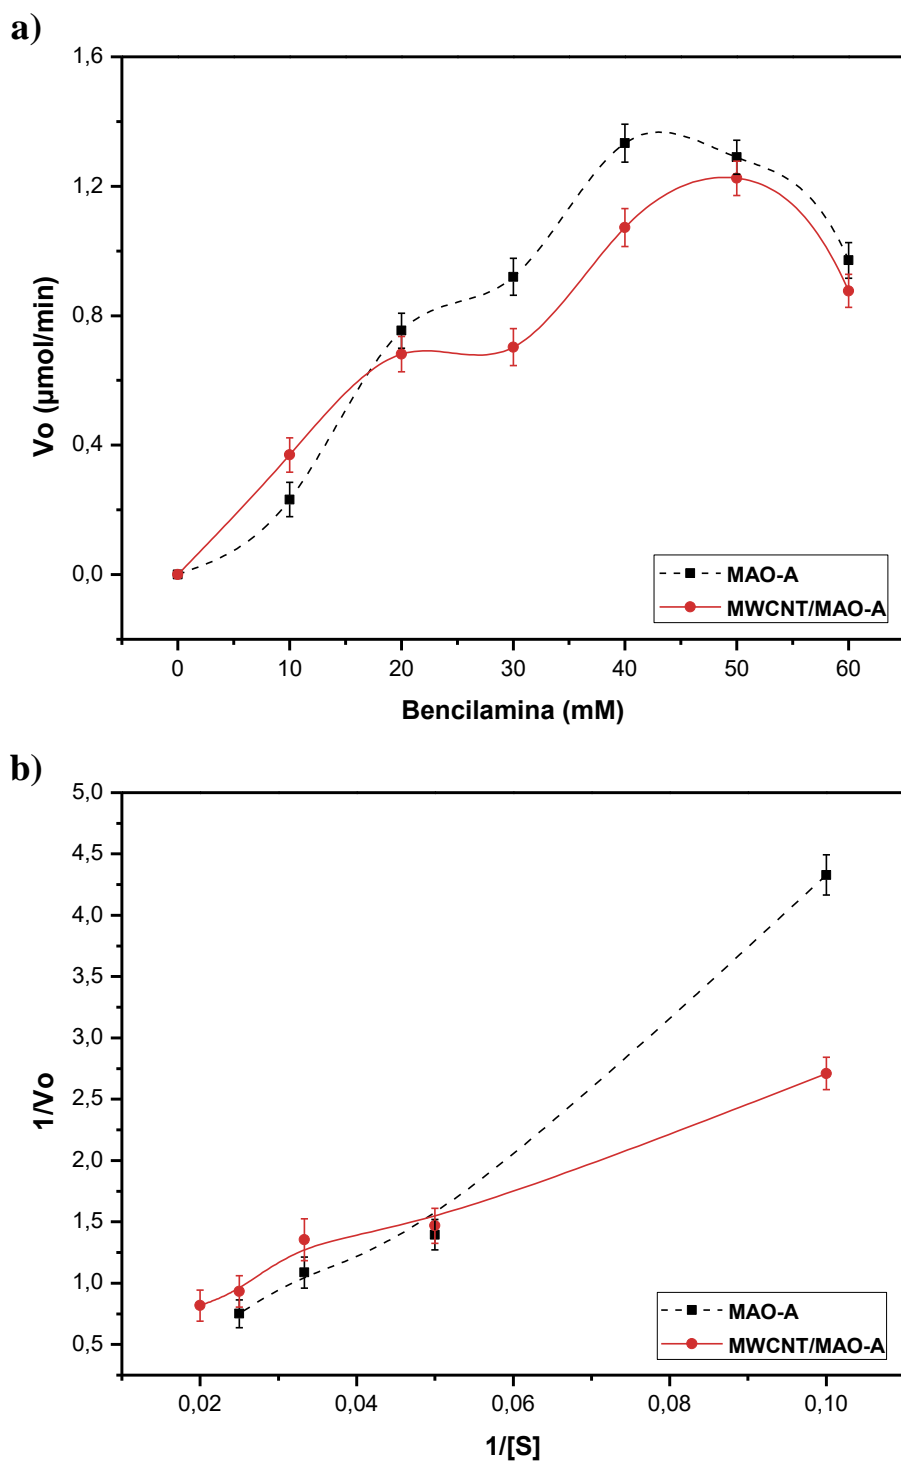 a)
1,6
1,2
0,8
0,4
0,0
Vo (µmol/min)
0 10 20 30 40 50 60
Bencilamina (mM)
MAO-A
MWCNT/MAO-A
b)
5,0
4,5
4,0
3,5
3,0
2,5
2,0
1,5
1,0
0,5
1/Vo
0,02 0,04 0,06 0,08 0,10
1/[S]
MAO-A
MWCNT/MAO-A